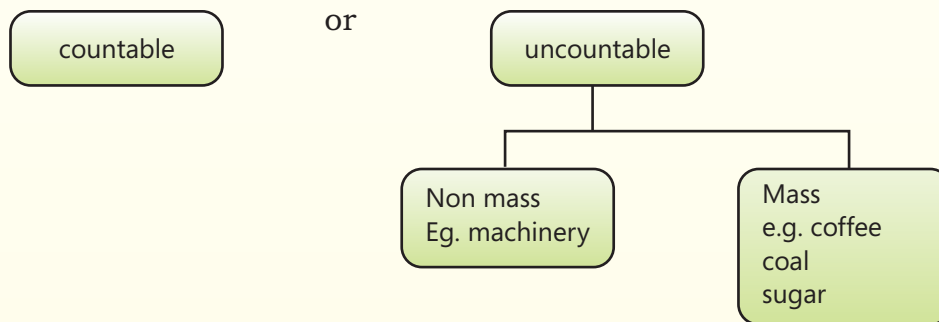 countable
or
uncountable
Non mass
Eg. machinery
Mass
e.g. coffee
coal
sugar